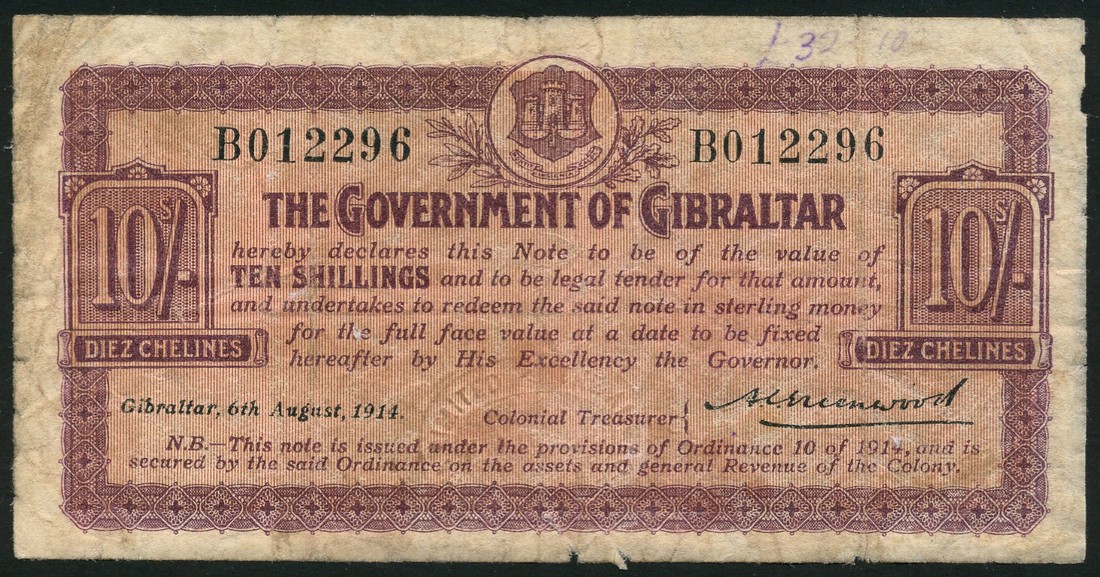 £32 10
B012296 B012296
THE GOVERNMENT OF GIBRALTAR
hereby declares this Note to be of the value of
TEN SHILLINGS and to be legal tender for that amount,
and undertakes to redeem the said note in sterling money
for the full face value at a date to be fixed
hereafter by His Excellency the Governor.
10s/-
DIEZ CHELINES
10s/-
DIEZ CHELINES
Gibraltar, 6th August, 1914.
Colonial Treasurer
Greenwood
N.B.—This note is issued under the provisions of Ordinance 10 of 1914, and is
secured by the said Ordinance on the assets and general Revenue of the Colony.